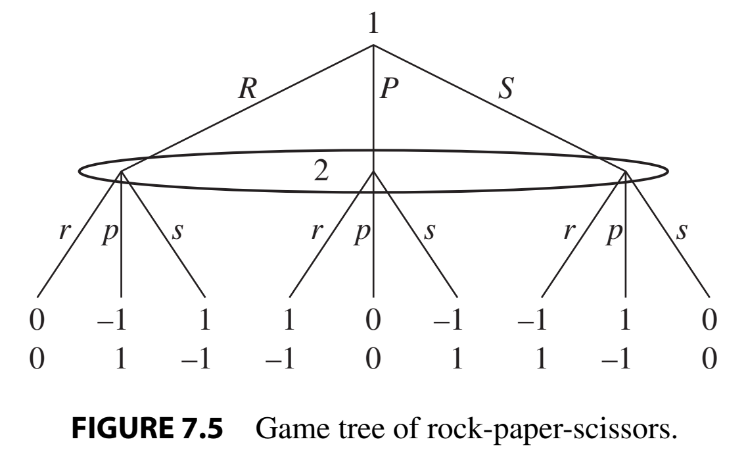 1
R P S
2
r p s r p s r p s
0 –1 1 1 0 –1 –1 1 0
0 1 –1 –1 0 1 1 –1 0
FIGURE 7.5 Game tree of rock-paper-scissors.